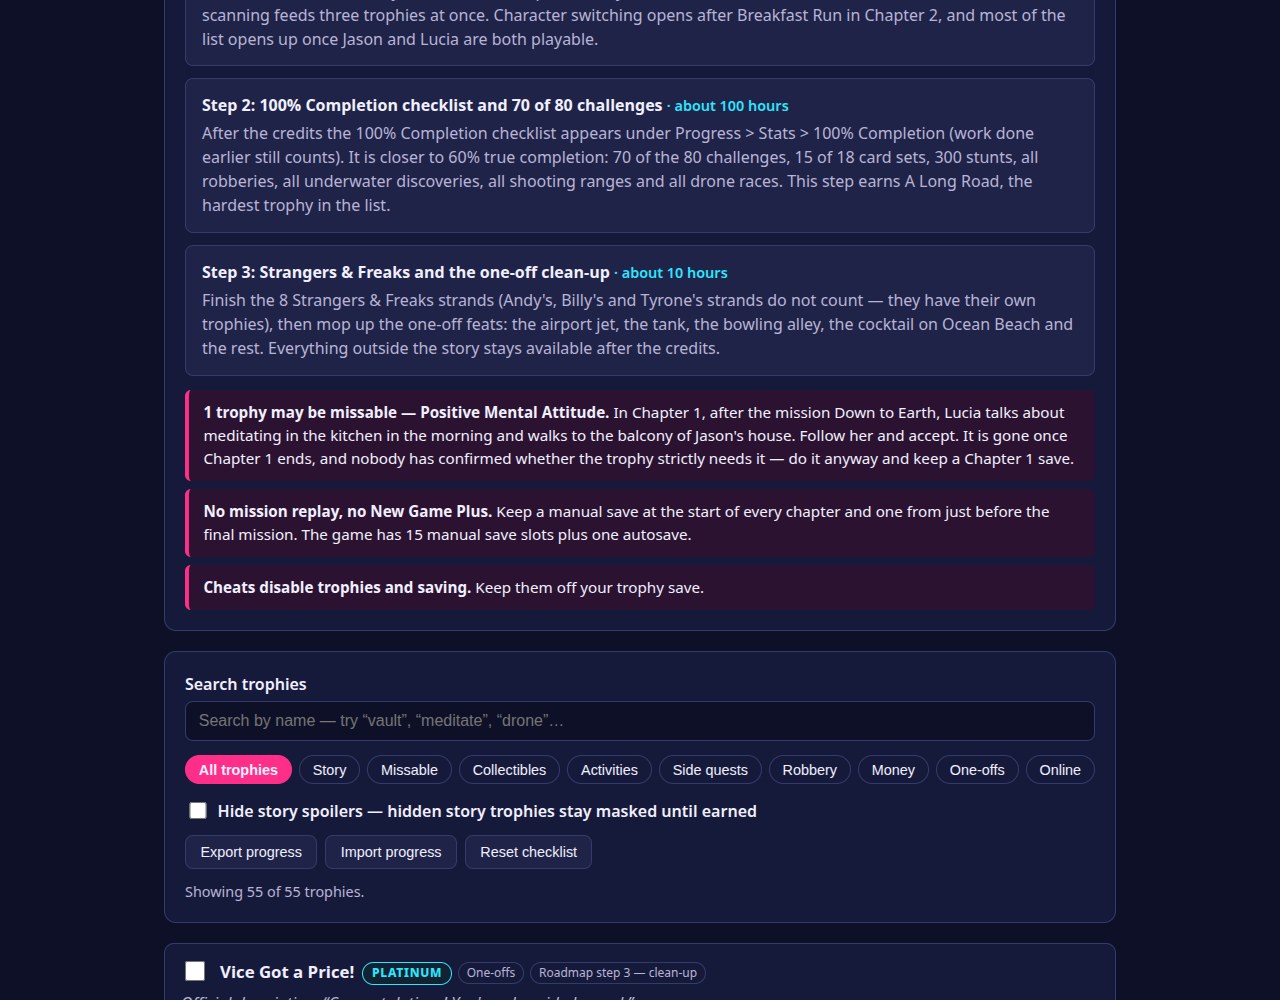 scanning feeds three trophies at once. Character switching opens after Breakfast Run in Chapter 2, and most of the
list opens up once Jason and Lucia are both playable.
Step 2: 100% Completion checklist and 70 of 80 challenges · about 100 hours
After the credits the 100% Completion checklist appears under Progress > Stats > 100% Completion (work done
earlier still counts). It is closer to 60% true completion: 70 of the 80 challenges, 15 of 18 card sets, 300 stunts, all
robberies, all underwater discoveries, all shooting ranges and all drone races. This step earns A Long Road, the
hardest trophy in the list.
Step 3: Strangers & Freaks and the one-off clean-up · about 10 hours
Finish the 8 Strangers & Freaks strands (Andy's, Billy's and Tyrone's strands do not count — they have their own
trophies), then mop up the one-off feats: the airport jet, the tank, the bowling alley, the cocktail on Ocean Beach and
the rest. Everything outside the story stays available after the credits.
1 trophy may be missable — Positive Mental Attitude. In Chapter 1, after the mission Down to Earth, Lucia talks about
meditating in the kitchen in the morning and walks to the balcony of Jason's house. Follow her and accept. It is gone once
Chapter 1 ends, and nobody has confirmed whether the trophy strictly needs it — do it anyway and keep a Chapter 1 save.
No mission replay, no New Game Plus. Keep a manual save at the start of every chapter and one from just before the
final mission. The game has 15 manual save slots plus one autosave.
Cheats disable trophies and saving. Keep them off your trophy save.
Search trophies
Search by name — try “vault”, “meditate”, “drone”…
All trophies Story Missable Collectibles Activities Side quests Robbery Money One-offs Online
Hide story spoilers — hidden story trophies stay masked until earned
Export progress Import progress Reset checklist
Showing 55 of 55 trophies.
Vice Got a Price! PLATINUM One-offs Roadmap step 3 — clean-up